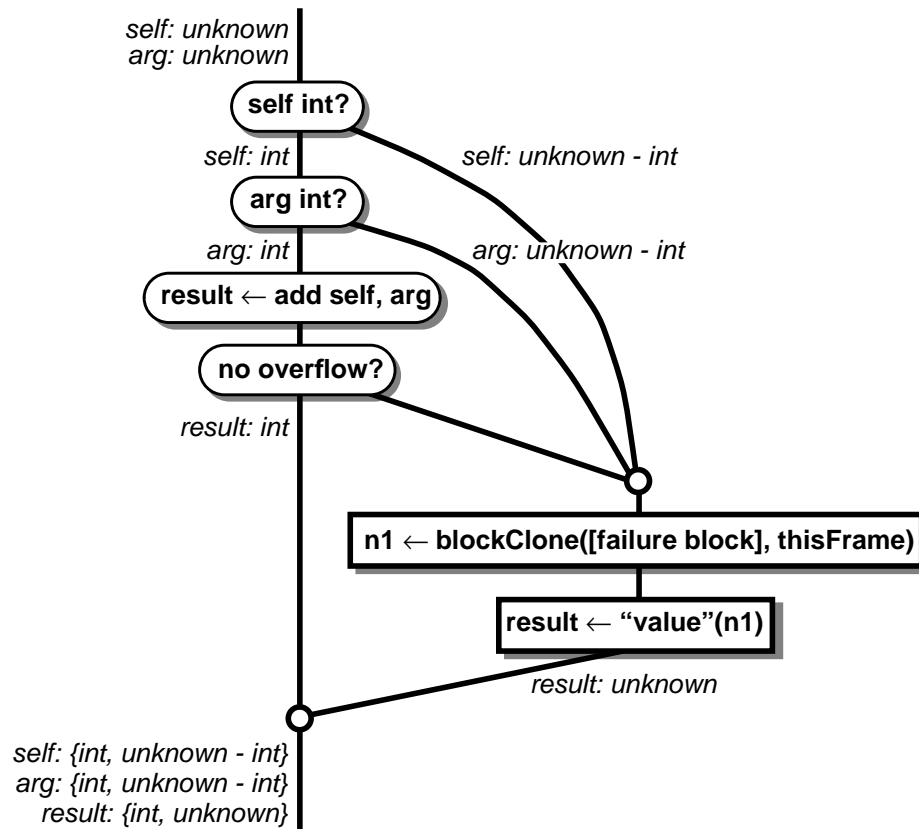 self: unknown
arg: unknown
self int?
self: int
self: unknown - int
arg int?
arg: int
arg: unknown - int
result ← add self, arg
no overflow?
result: int
n1 ← blockClone([failure block], thisFrame)
result ← “value”(n1)
result: unknown
self: {int, unknown - int}
arg: {int, unknown - int}
result: {int, unknown}